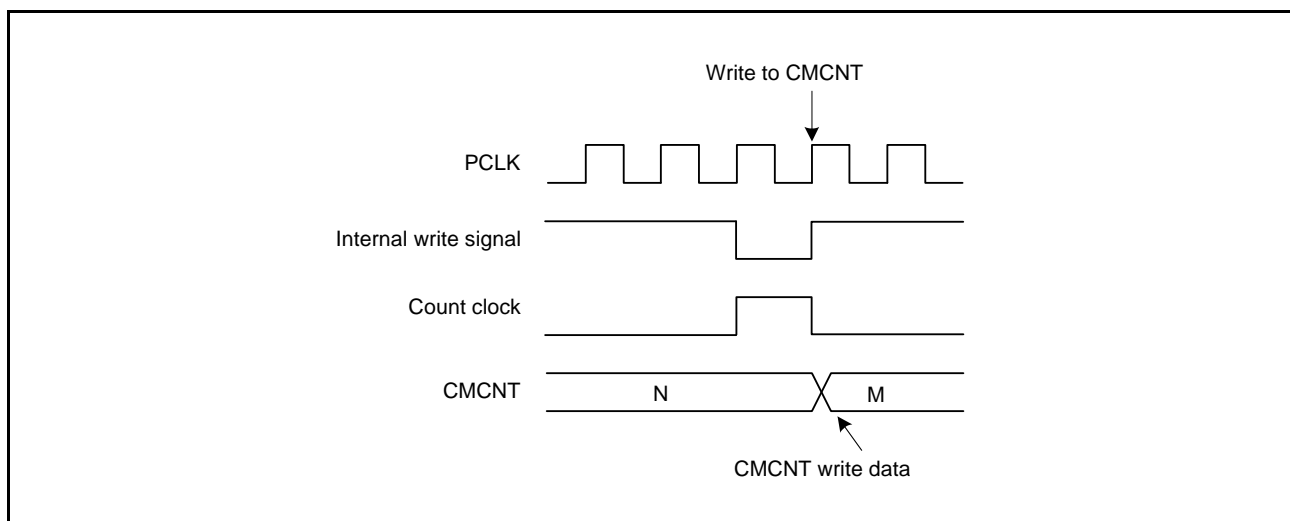 Write to CMCNT
PCLK
Internal write signal
Count clock
CMCNT
N
M
CMCNT write data